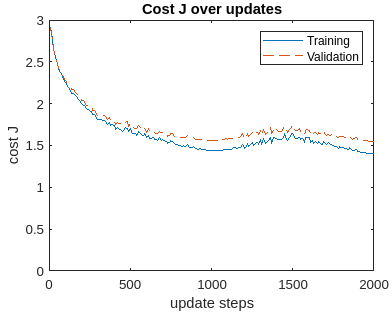 Cost J over updates
Training
Validation
cost J
3
2.5
2
1.5
1
0.5
0
0
500
1000
1500
2000
update steps